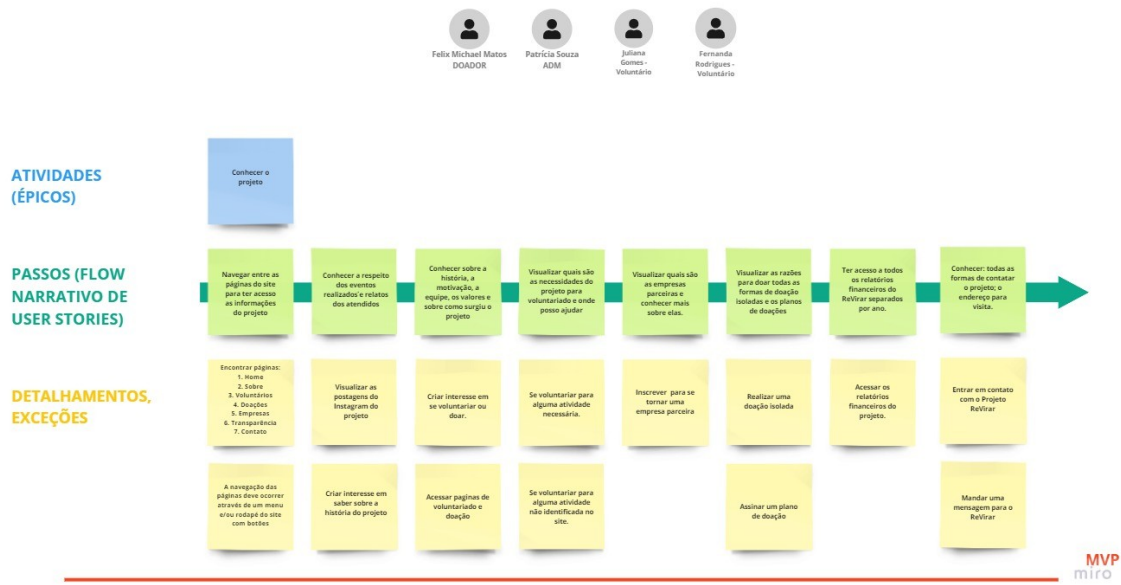 Felix Michael Matos
DOADOR
Patrícia Souza
ADM
Juliana
Gomes -
Voluntário
Fernanda
Rodrigues -
Voluntário
ATIVIDADES
(ÉPICOS)
Conhecer o
projeto
PASSOS (FLOW
NARRATIVO DE
USER STORIES)
Navegar entre as
páginas do site
para ter acesso
as informações
do projeto
Conhecer a respeito
dos eventos
realizados e relatos
dos atendidos
Conhecer sobre a
história, a
motivação, a
equipe, os valores e
sobre como surgiu o
projeto
Visualizar quais são
as necessidades do
projeto para
voluntariado e onde
posso ajudar
Visualizar quais são
as empresas
parceiras e
conhecer mais
sobre elas.
Visualizar as razões
para doar todas as
formas de doação
isoladas e os planos
de doações
Ter acesso a todos
os relatórios
financeiros do
ReVirar separados
por ano.
Conhecer: todas as
formas de contatar
o projeto; o
endereço para
visita.
DETALHAMENTOS,
EXCEÇÕES
Encontrar páginas:
1. Home
2. Sobre
3. Voluntários
4. Doações
5. Empresas
6. Transparência
7. Contato
Visualizar as
postagens do
Instagram do
projeto
Criar interesse em
se voluntariar ou
doar.
Se voluntariar para
alguma atividade
necessária.
Inscrever para se
tornar uma
empresa parceira
Realizar uma
doação isolada
Acessar os
relatórios
financeiros do
projeto.
Entrar em contato
com o Projeto
ReVirar
A navegação das
páginas deve ocorrer
através de um menu
e/ou rodapé do site
com botões
Criar interesse em
saber sobre a
história do projeto
Acessar paginas de
voluntariado e
doação
Se voluntariar para
alguma atividade
não identificada no
site.
Assinar um plano
de doação
Mandar uma
mensagem para o
ReVirar
MVP
miro